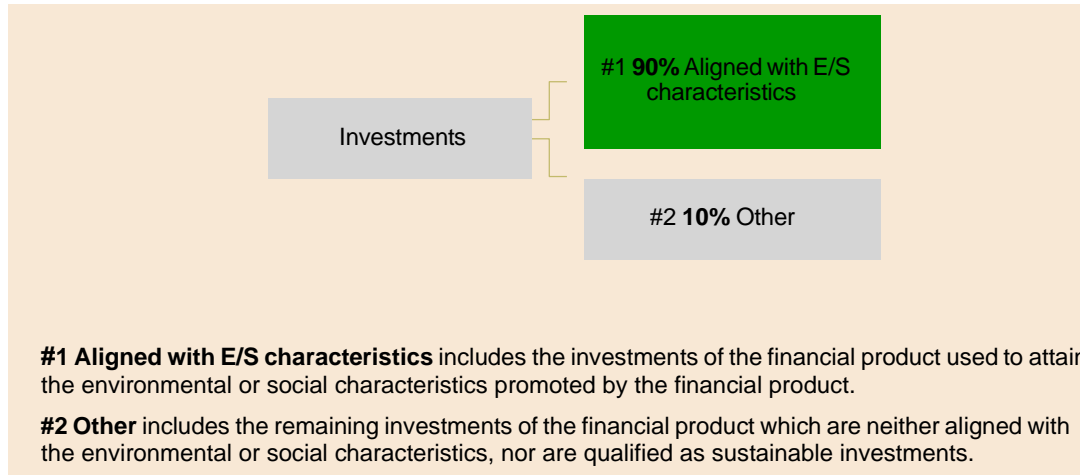 #1 90% Aligned with E/S
characteristics
Investments
#2 10% Other
#1 Aligned with E/S characteristics includes the investments of the financial product used to attain
the environmental or social characteristics promoted by the financial product.
#2 Other includes the remaining investments of the financial product which are neither aligned with
the environmental or social characteristics, nor are qualified as sustainable investments.